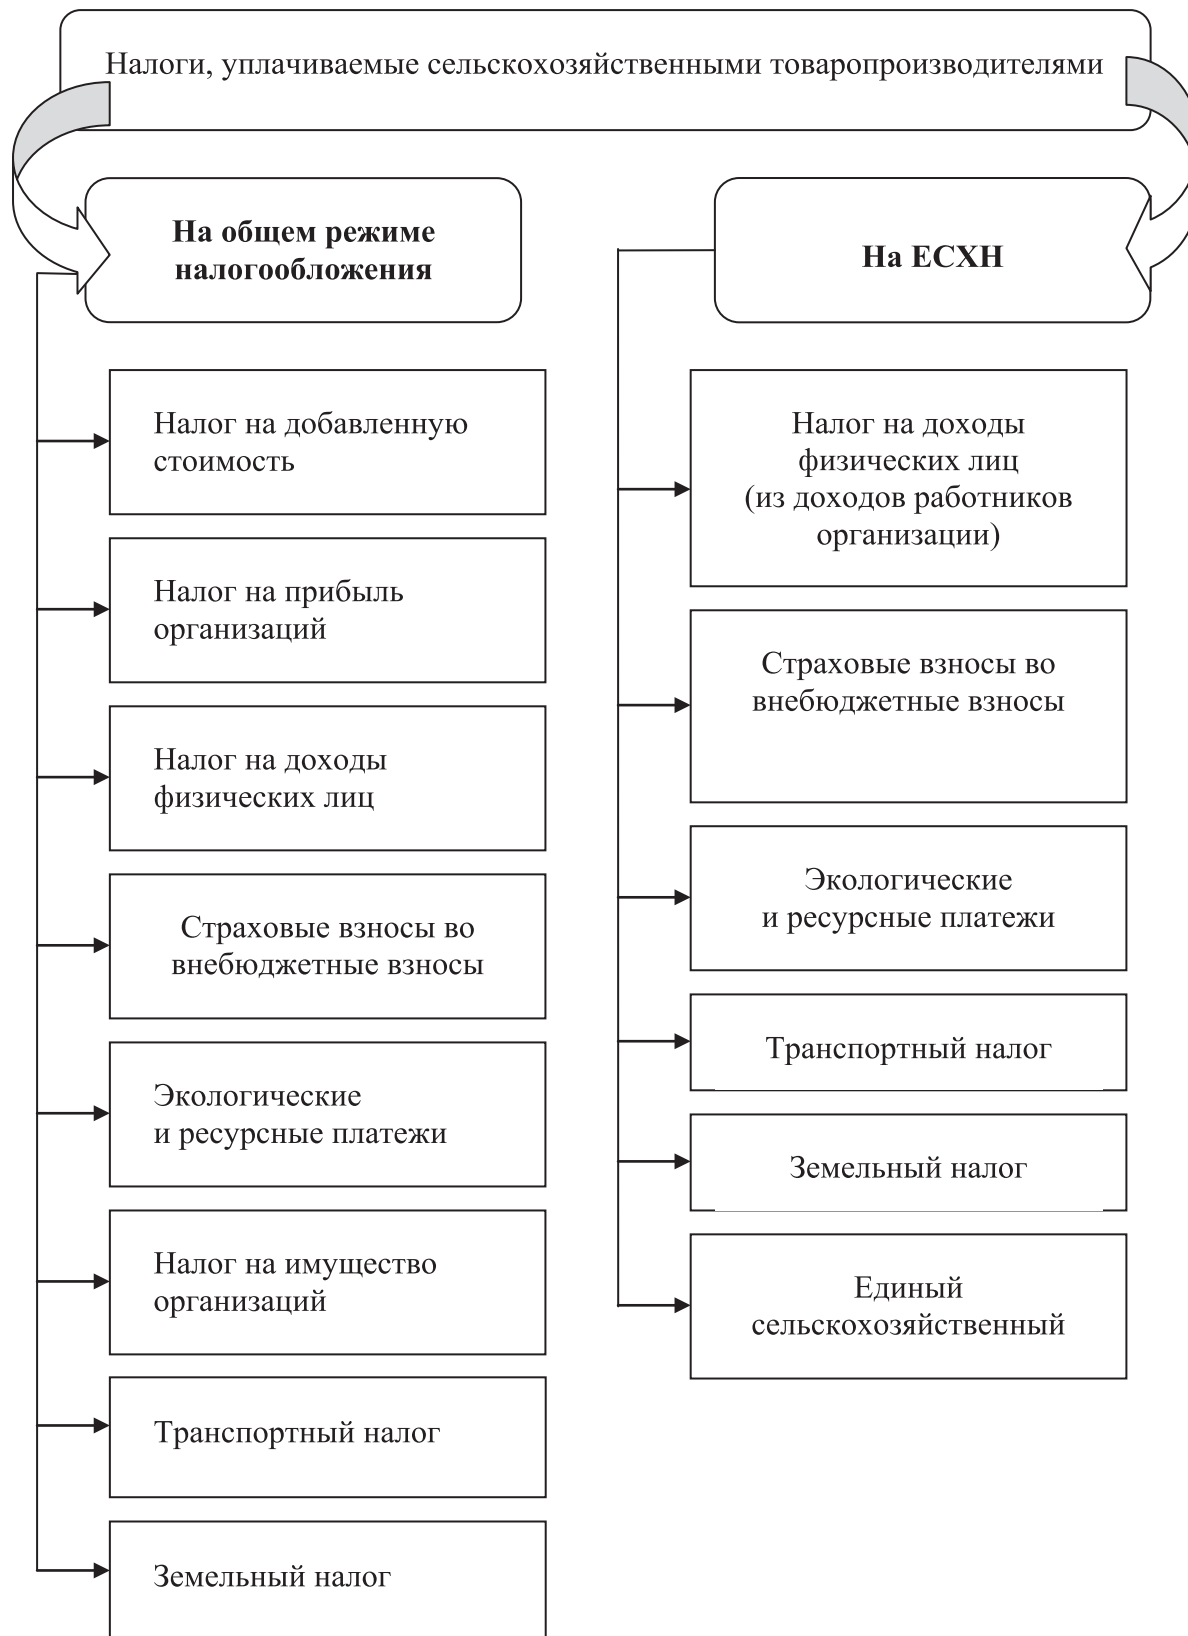 Налоги, уплачиваемые сельскохозяйственными товаропроизводителями
На общем режиме
налогообложения
Налог на добавленную
стоимость
Налог на прибыль
организаций
Налог на доходы
физических лиц
Страховые взносы во
внебюджетные взносы
Экологические
и ресурсные платежи
Налог на имущество
организаций
Транспортный налог
Земельный налог
На ЕСХН
Налог на доходы
физических лиц
(из доходов работников
организации)
Страховые взносы во
внебюджетные взносы
Экологические
и ресурсные платежи
Транспортный налог
Земельный налог
Единый
сельскохозяйственный